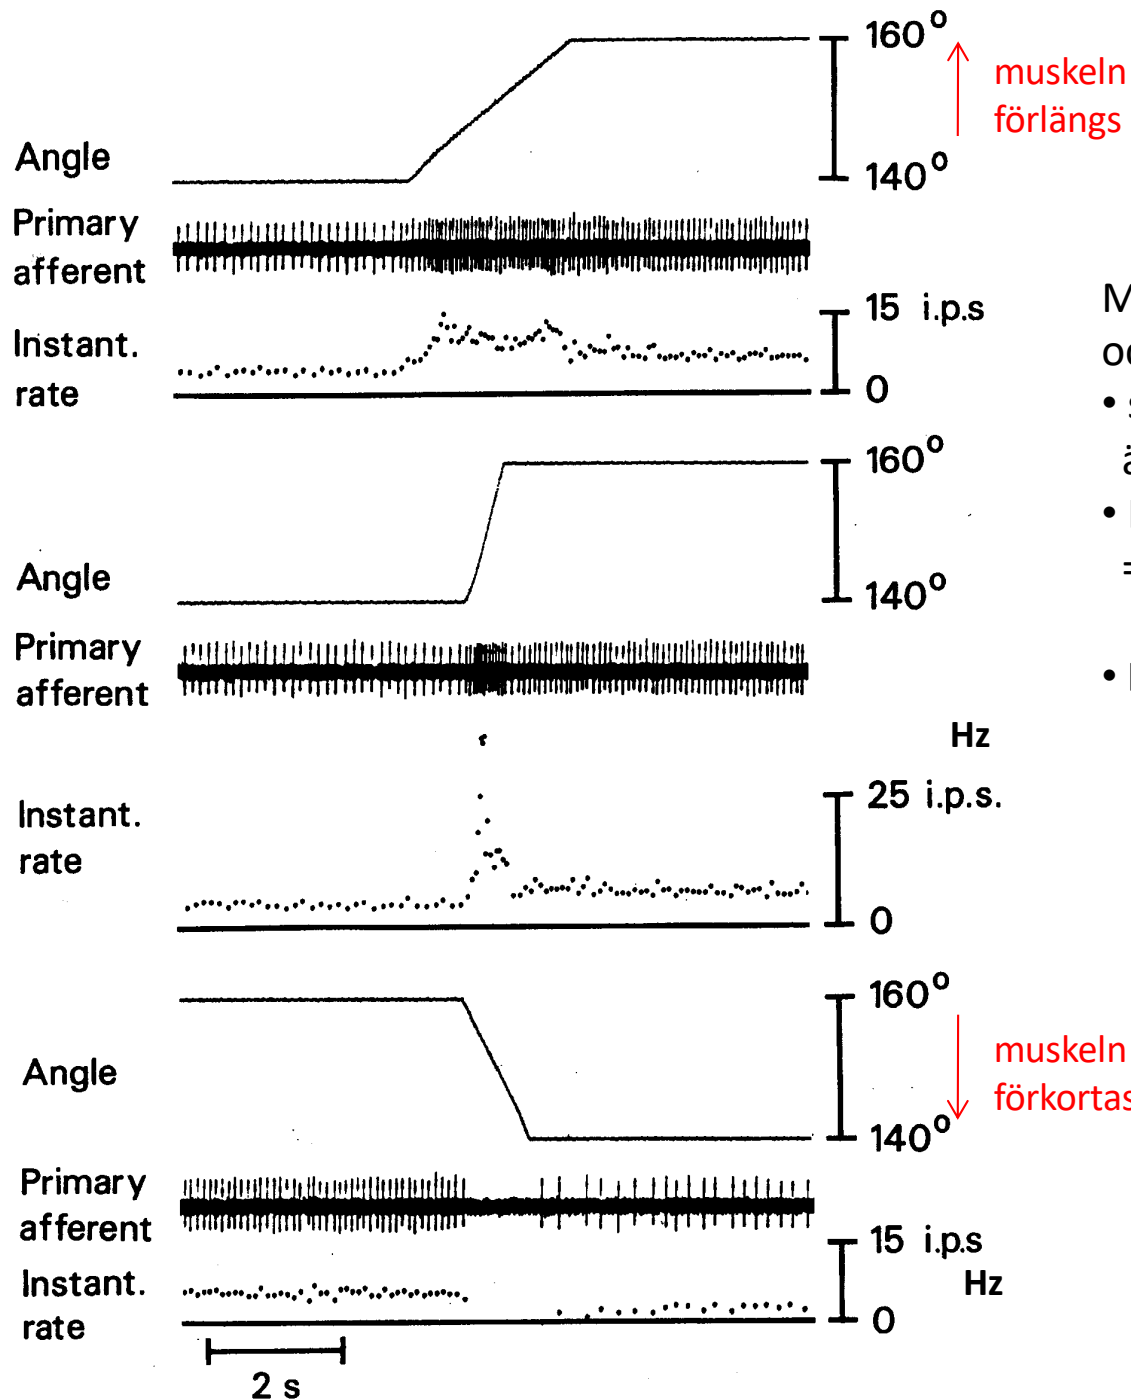 160°
muskeln
förlängs
Angle
140°
Primary
afferent
15 i.p.s
Instant.
rate
0
160°
Angle
140°
Primary
afferent
Hz
25 i.p.s.
Instant.
rate
0
160°
muskeln
förkortas
Angle
140°
Primary
afferent
15 i.p.s
Hz
Instant.
rate
0
2 s